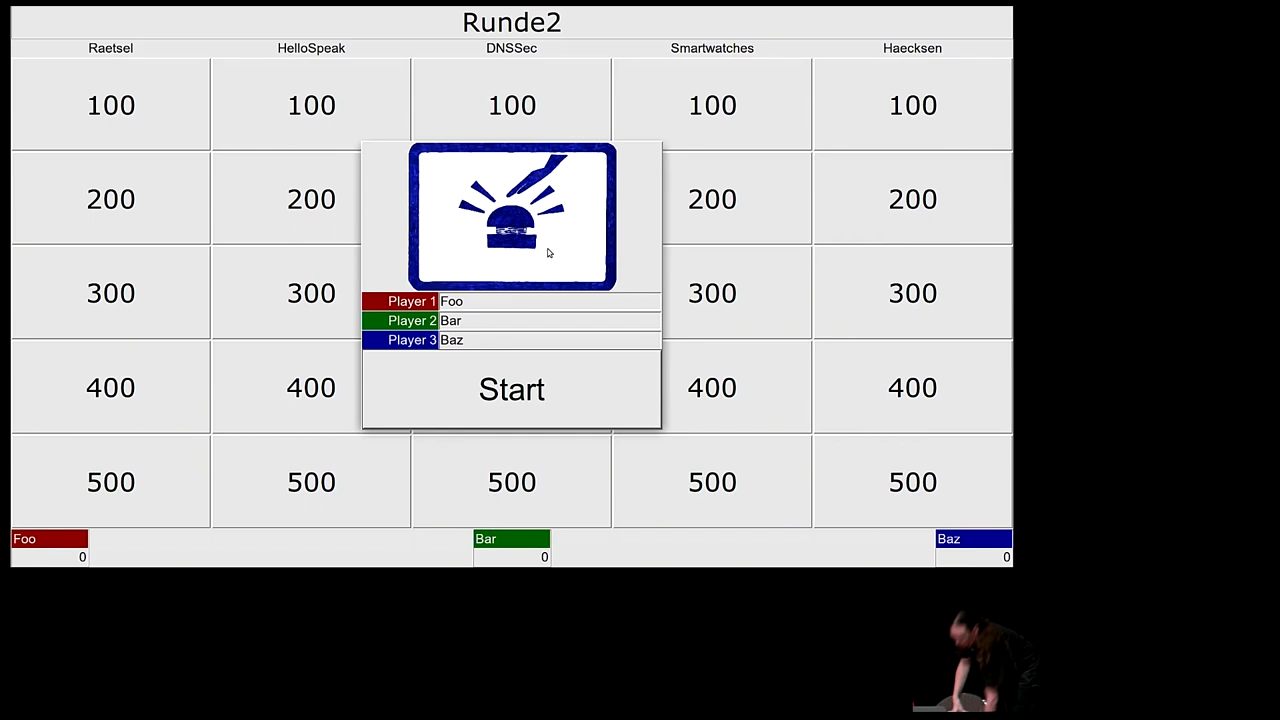 Runde2
Raetsel HelloSpeak DNSSec Smartwatches Haecksen
100 100 100 100 100
200 200 200 200
300 300 300 300
Player 1 Foo
Player 2 Bar
Player 3 Baz
400 400 Start 400 400
500 500 500 500 500
Foo Bar Baz
0 0 0